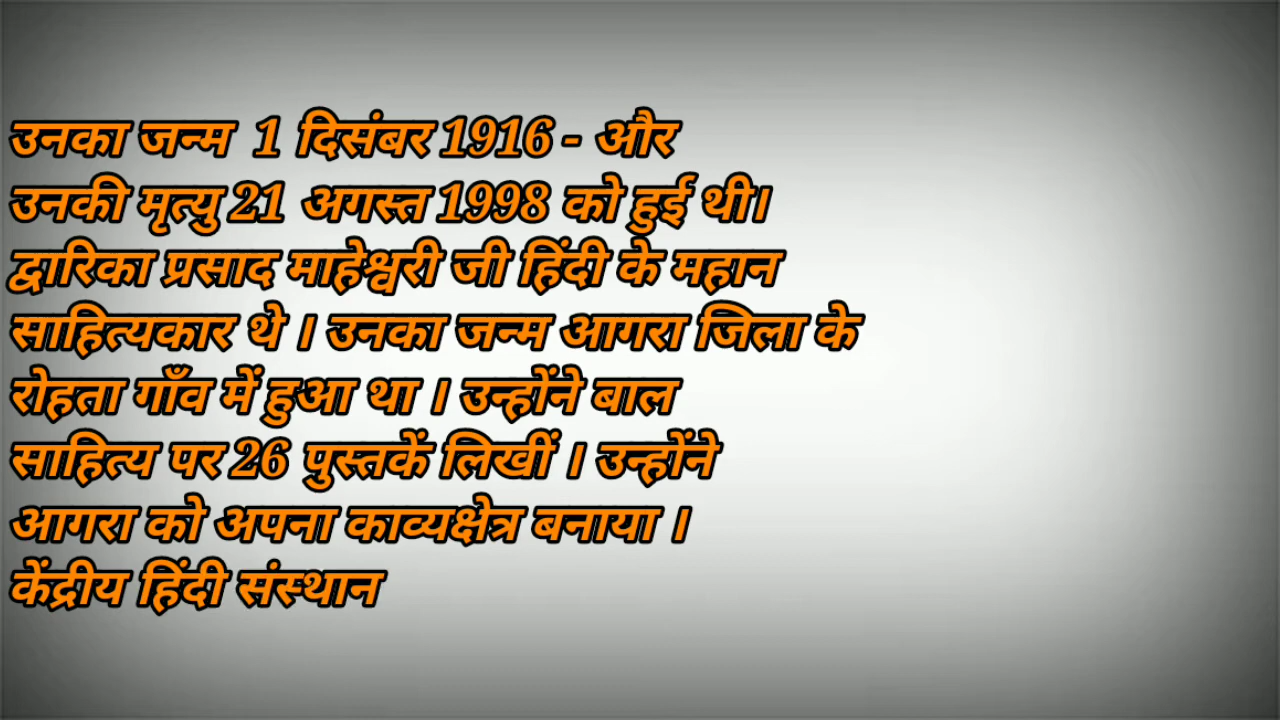 उनका जन्म 1 दिसंबर 1916 - और
उनकी मृत्यु 21 अगस्त 1998 को हुई थी।
द्वारिका प्रसाद माहेश्वरी जी हिंदी के महान
साहित्यकार थे । उनका जन्म आगरा जिला के
रोहता गाँव में हुआ था । उन्होंने बाल
साहित्य पर 26 पुस्तकें लिखीं । उन्होंने
आगरा को अपना काव्यक्षेत्र बनाया ।
केंद्रीय हिंदी संस्थान